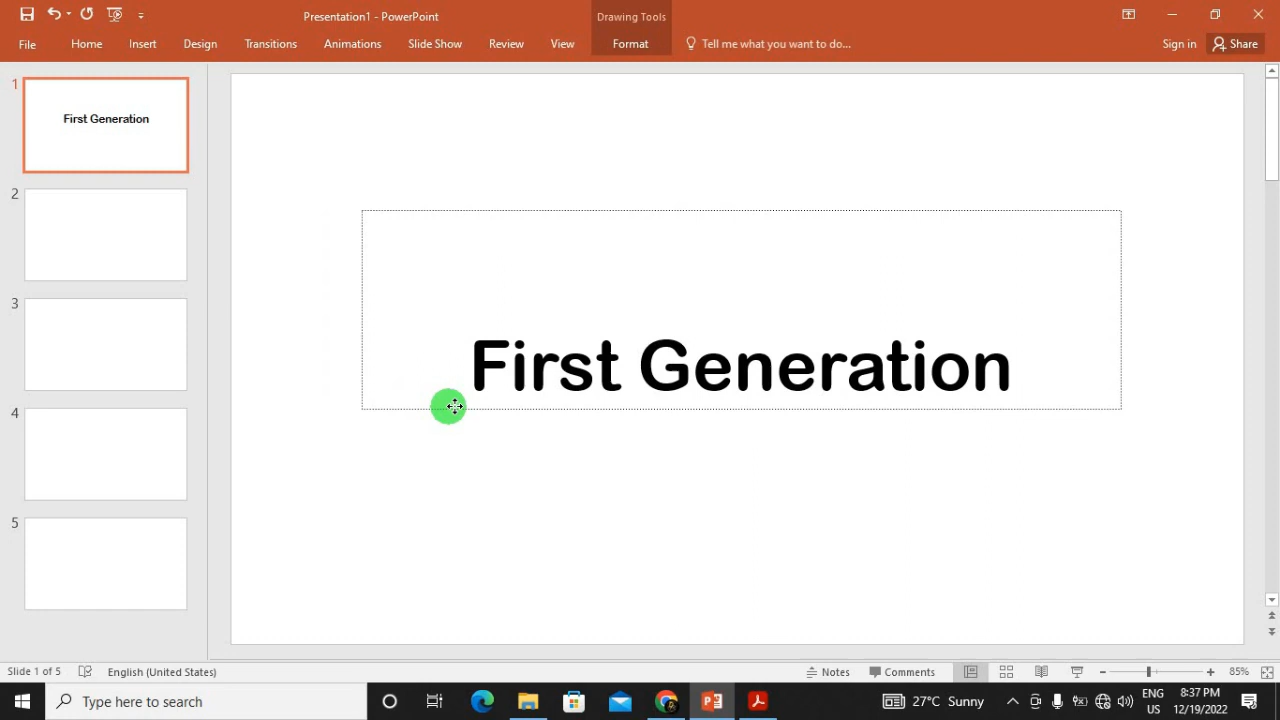 Presentation1 - PowerPoint
Drawing Tools
File Home Insert Design Transitions Animations Slide Show Review View Format Tell me what you want to do... Sign in Share
1
First Generation
2
3
4
5
First Generation
Slide 1 of 5 English (United States) Notes Comments 85%
Type here to search
27°C Sunny
ENG
US
8:37 PM
12/19/2022